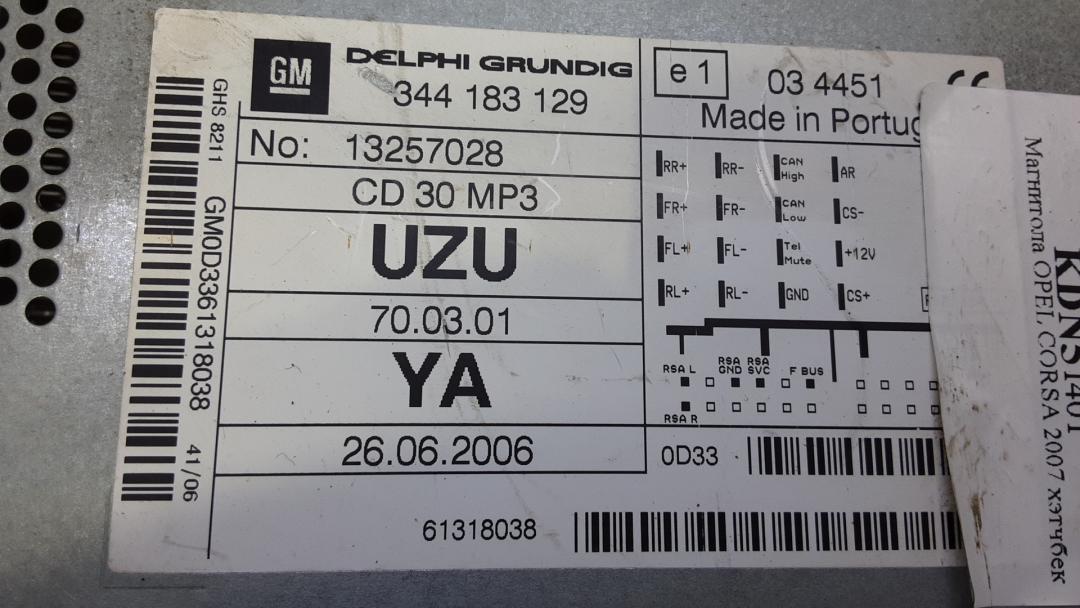 GM
DELPHI GRUNDIG
344 183 129
No: 13257028
CD 30 MP3
UZU
70.03.01
YA
26.06.2006
GHS 8211 GM0D3361318038 41/06
e1
03 4451
CE
Made in Portug
RR+ RR- CAN High AR
FR+ FR- CAN Low CS-
FL+ FL- Tel Mute +12V
RL+ RL- GND CS+
RSA L RSA GND RSA SVC F BUS
RSA R
0D33
61318038
KDN51401
Магнитола OPEL CORSA 2007 хэтчбек